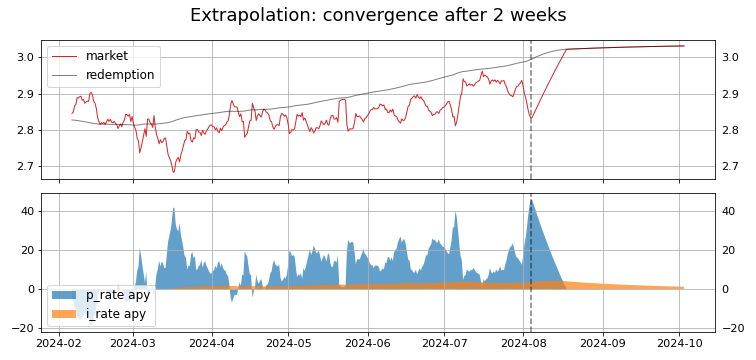 Extrapolation: convergence after 2 weeks
market
redemption
3.0 3.0
2.9 2.9
2.8 2.8
2.7 2.7
40 40
20 20
0 0
−20 −20
p_rate apy
i_rate apy
2024-02 2024-03 2024-04 2024-05 2024-06 2024-07 2024-08 2024-09 2024-10